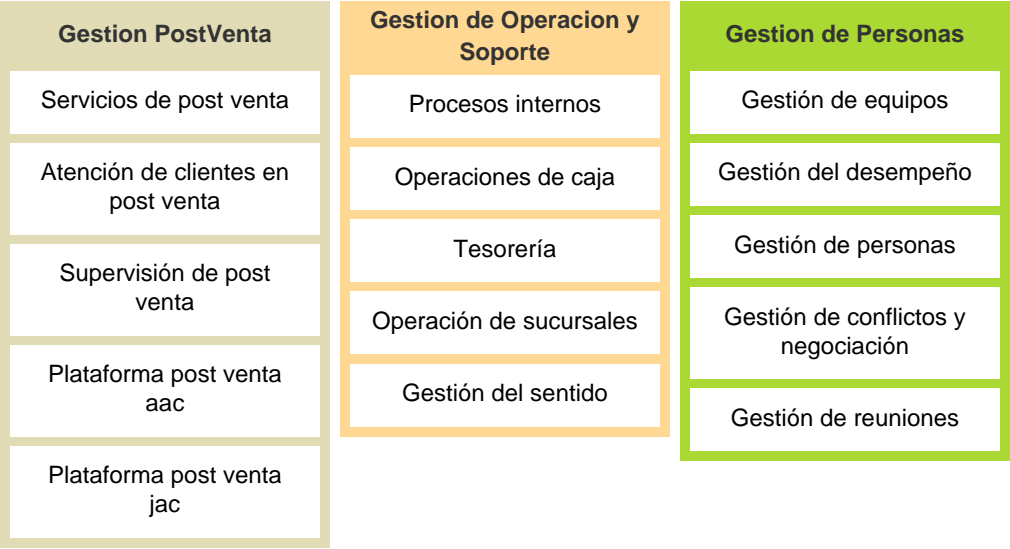 Gestion PostVenta
Servicios de post venta
Atención de clientes en
post venta
Supervisión de post
venta
Plataforma post venta
aac
Plataforma post venta
jac
Gestion de Operacion y
Soporte
Procesos internos
Operaciones de caja
Tesorería
Operación de sucursales
Gestión del sentido
Gestion de Personas
Gestión de equipos
Gestión del desempeño
Gestión de personas
Gestión de conflictos y
negociación
Gestión de reuniones